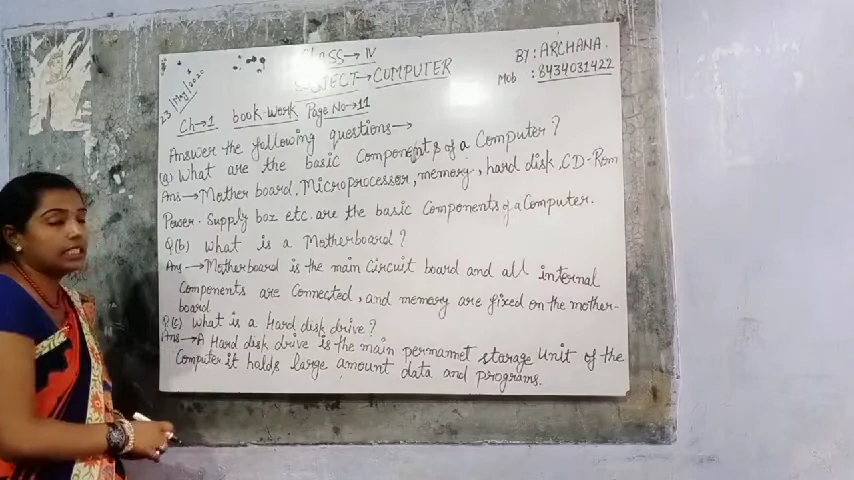 CLASS → IV
SUBJECT → COMPUTER
BY: ARCHANA.
Mob: 8434031422
23/May/2020
Ch→1 book-work Page No→11
Answer the following questions→
(a) What are the basic Components of a Computer?
Ans→Mother board. Microprocessor, memory, hard disk. CD-Rom
Power. Supply box etc. are the basic Components of a Computer.
Q(b) What is a Motherboard?
Ans→Motherboard is the main Circuit board and all internal
Components are Connected, and memory are fixed on the mother-
board
Q(c) What is a Hard disk drive?
Ans→A Hard disk drive is the main permamet storage Unit of the
Computer it holds large amount data and programs.